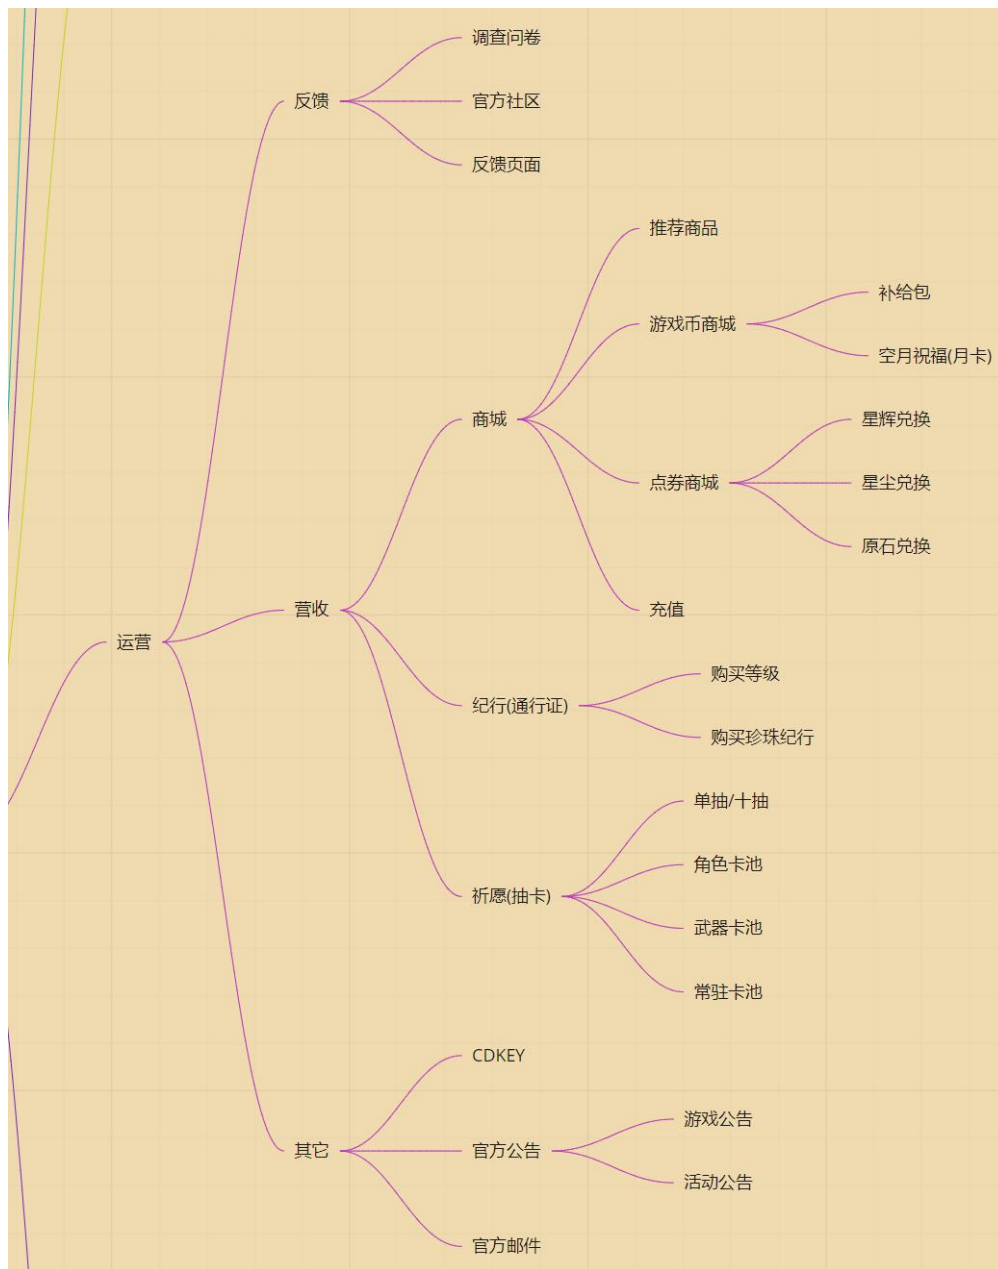 调查问卷
反馈
官方社区
反馈页面
推荐商品
补给包
游戏币商城
空月祝福(月卡)
商城
星辉兑换
点券商城
星尘兑换
原石兑换
营收
充值
运营
购买等级
纪行(通行证)
购买珍珠纪行
单抽/十抽
角色卡池
祈愿(抽卡)
武器卡池
常驻卡池
CDKEY
游戏公告
其它
官方公告
活动公告
官方邮件